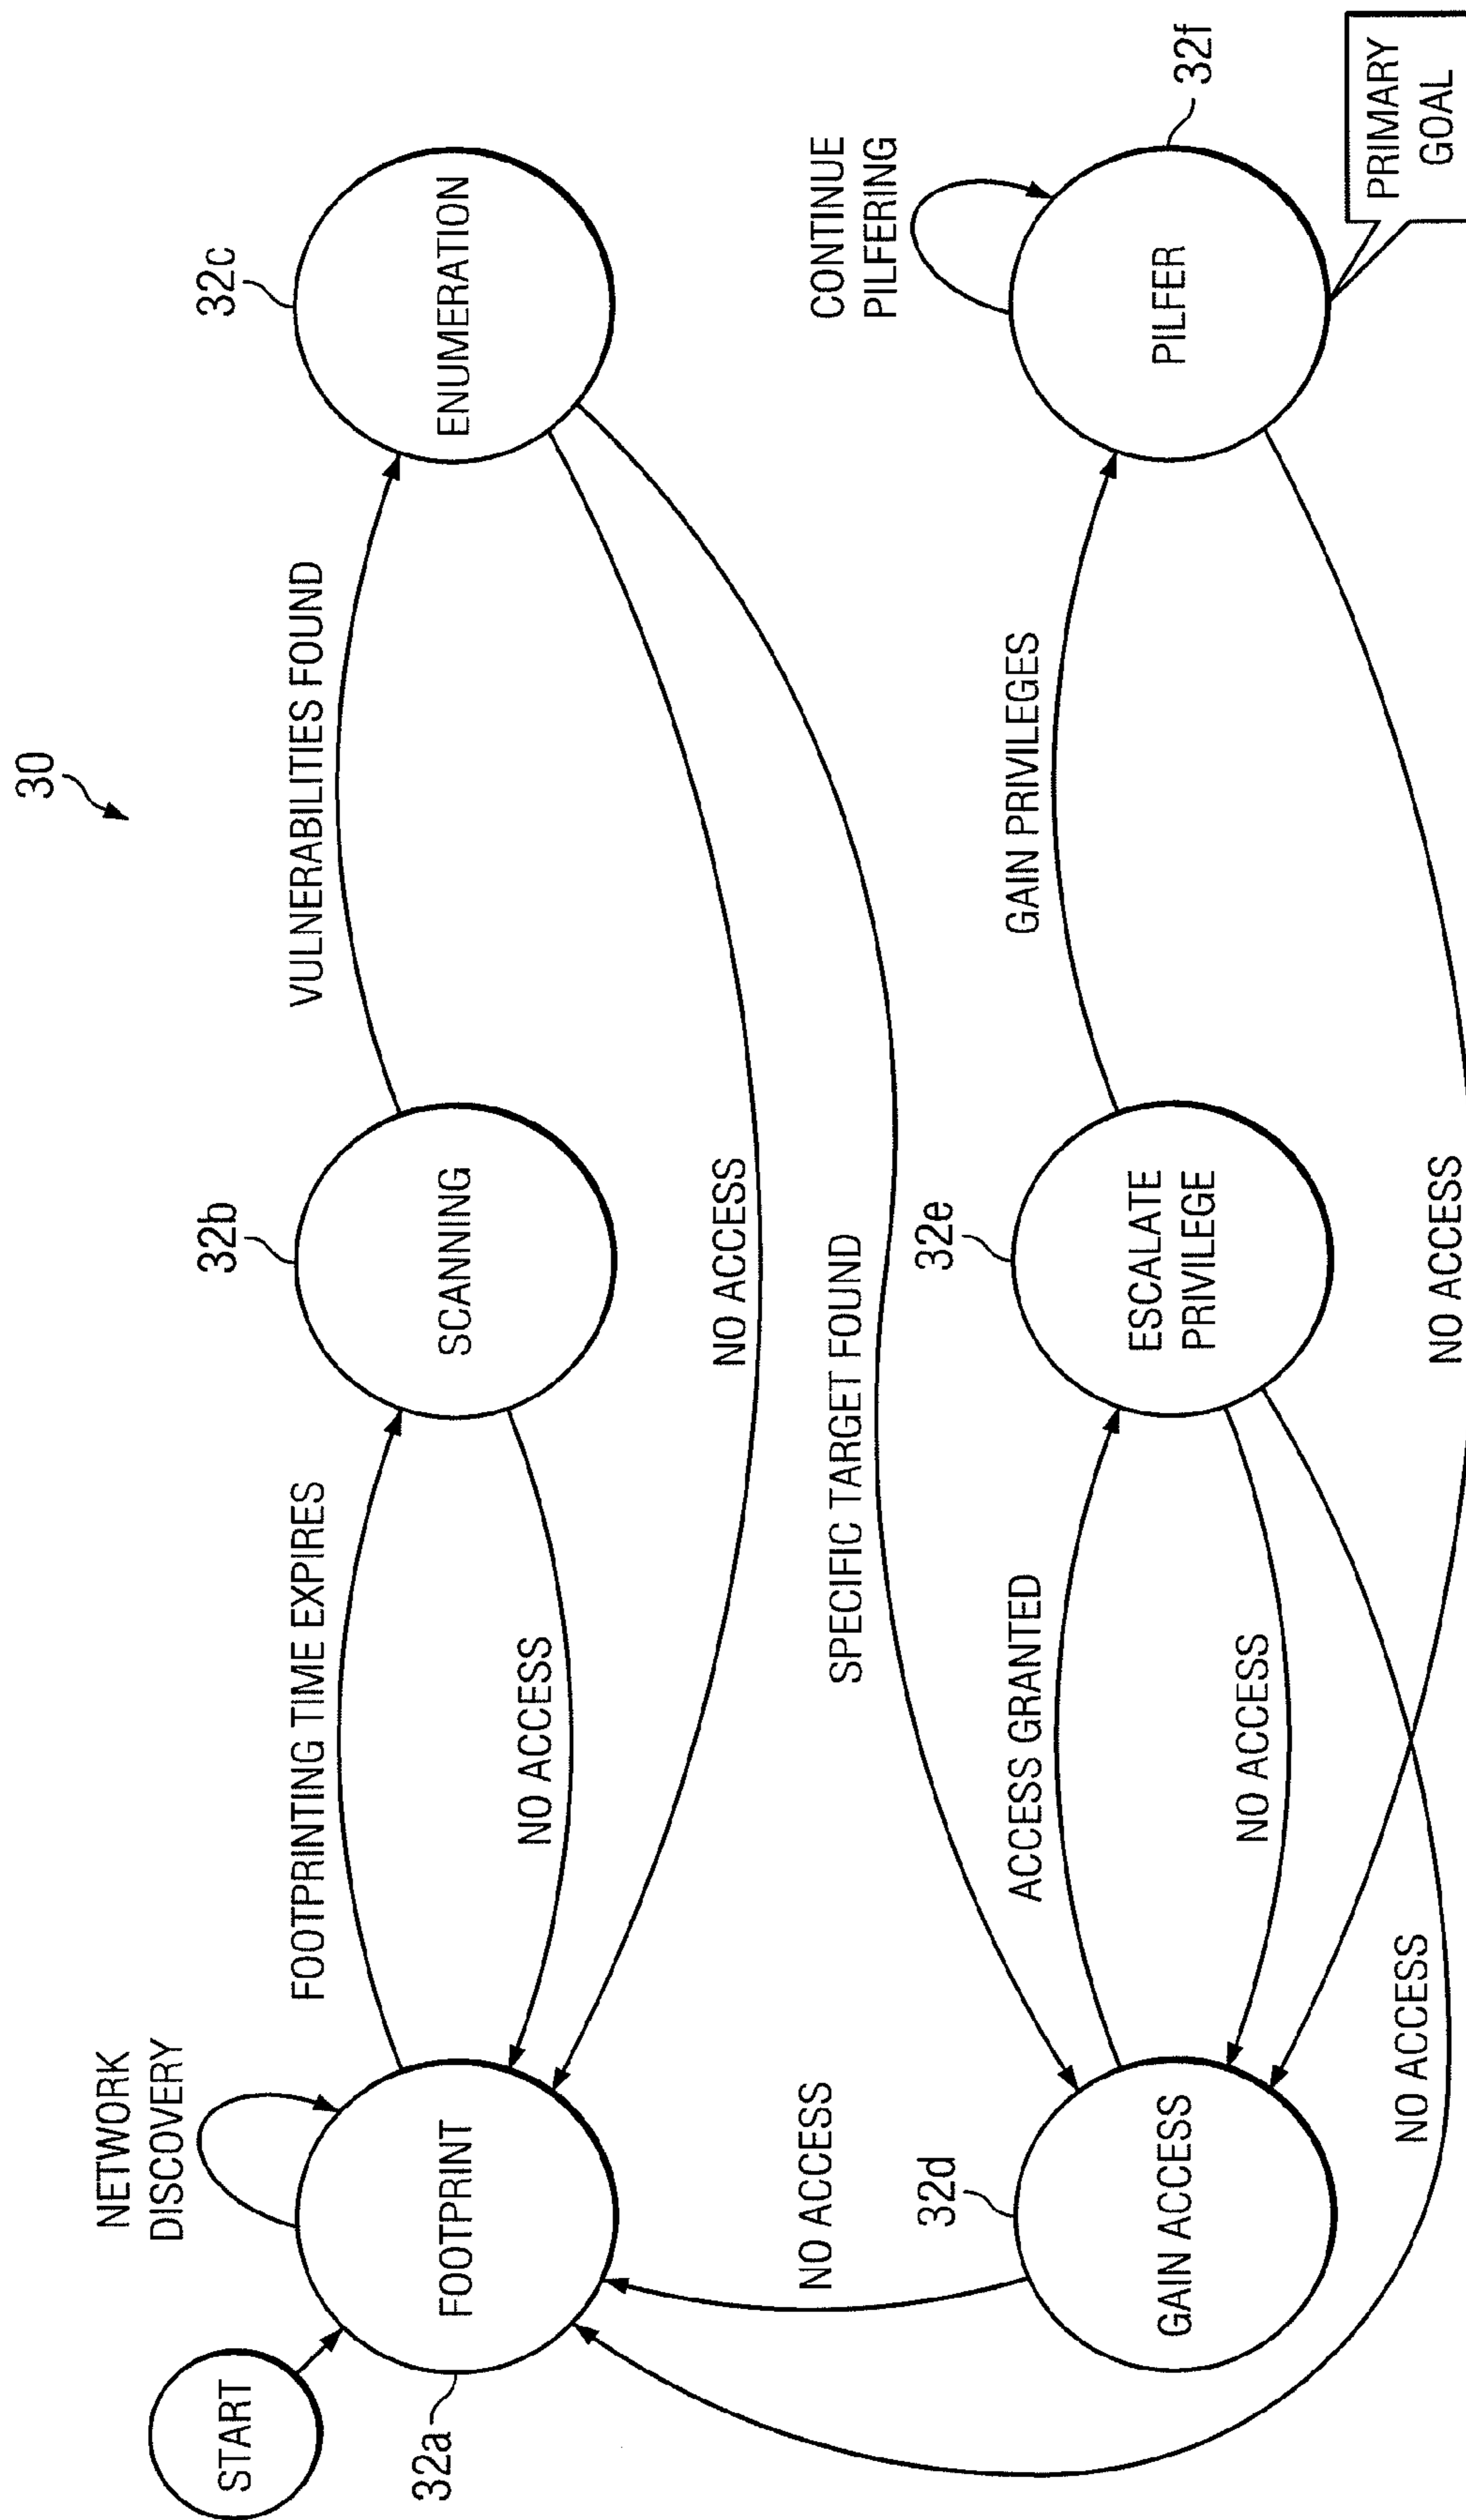 30
START
NETWORK
DISCOVERY
32a
FOOTPRINT
FOOTPRINTING TIME EXPIRES
NO ACCESS
32b
SCANNING
VULNERABILITIES FOUND
NO ACCESS
32c
ENUMERATION
SPECIFIC TARGET FOUND
NO ACCESS
32d
GAIN ACCESS
ACCESS GRANTED
NO ACCESS
NO ACCESS
32e
ESCALATE
PRIVILEGE
GAIN PRIVILEGES
NO ACCESS
CONTINUE
PILFERING
PILFER
32f
PRIMARY
GOAL